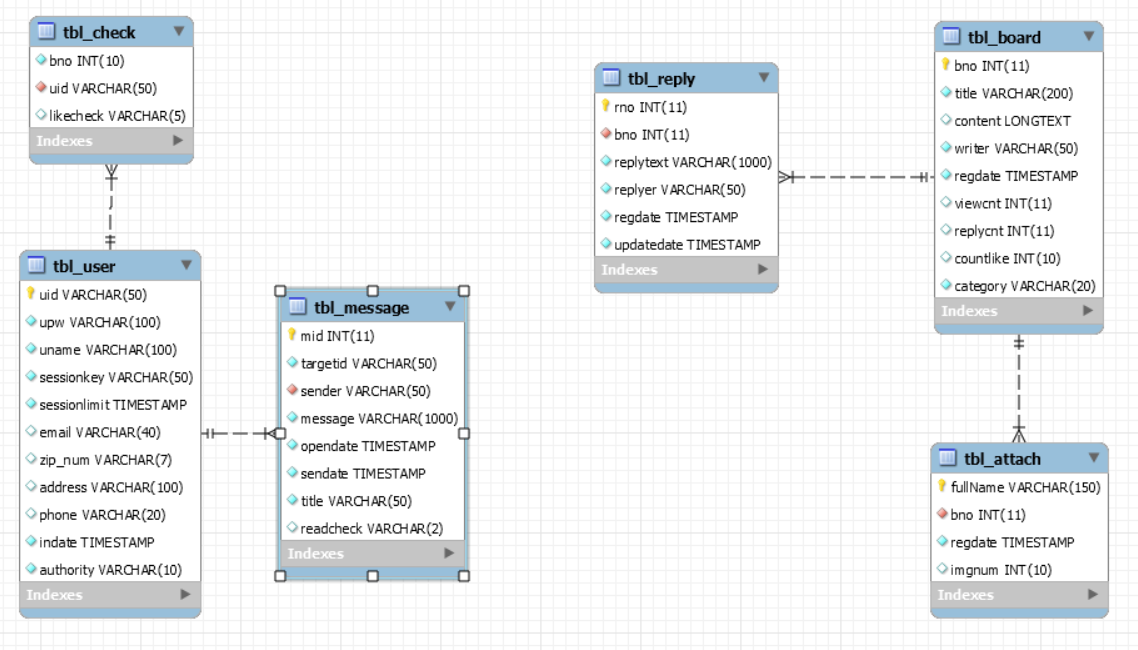 tbl_check
bno INT(10)
uid VARCHAR(50)
likecheck VARCHAR(5)
Indexes
tbl_user
uid VARCHAR(50)
upw VARCHAR(100)
uname VARCHAR(100)
sessionkey VARCHAR(50)
sessionlimit TIMESTAMP
email VARCHAR(40)
zip_num VARCHAR(7)
address VARCHAR(100)
phone VARCHAR(20)
indate TIMESTAMP
authority VARCHAR(10)
Indexes
tbl_message
mid INT(11)
targetid VARCHAR(50)
sender VARCHAR(50)
message VARCHAR(1000)
opendate TIMESTAMP
sendate TIMESTAMP
title VARCHAR(50)
readcheck VARCHAR(2)
Indexes
tbl_reply
rno INT(11)
bno INT(11)
replytext VARCHAR(1000)
replyer VARCHAR(50)
regdate TIMESTAMP
updatedate TIMESTAMP
Indexes
tbl_board
bno INT(11)
title VARCHAR(200)
content LONGTEXT
writer VARCHAR(50)
regdate TIMESTAMP
viewcnt INT(11)
replycnt INT(11)
countlike INT(10)
category VARCHAR(20)
Indexes
tbl_attach
fullName VARCHAR(150)
bno INT(11)
regdate TIMESTAMP
imgnum INT(10)
Indexes